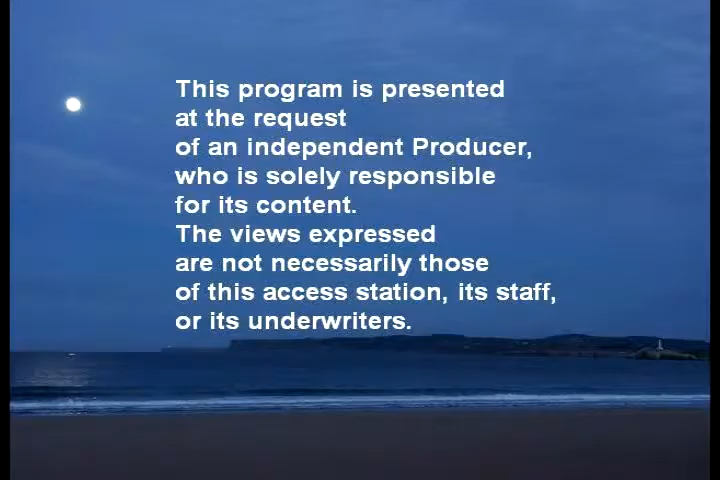 This program is presented
at the request
of an independent Producer,
who is solely responsible
for its content.
The views expressed
are not necessarily those
of this access station, its staff,
or its underwriters.